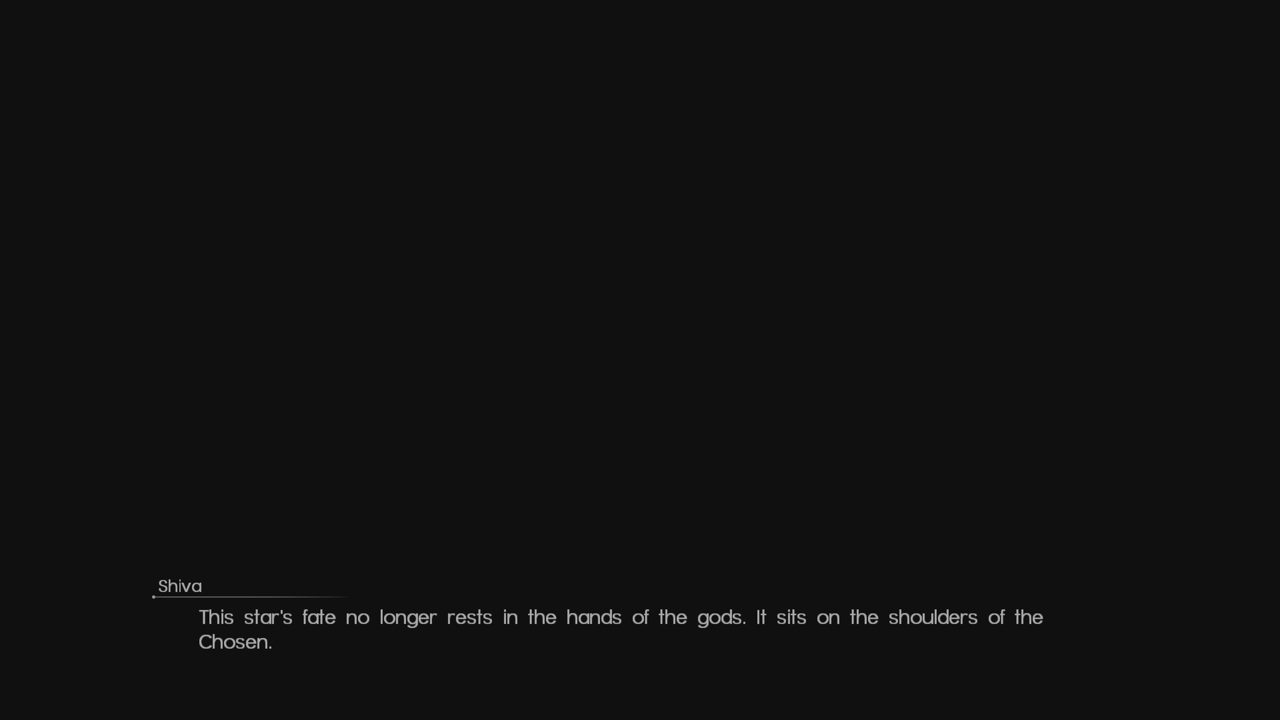 Shiva
This star's fate no longer rests in the hands of the gods. It sits on the shoulders of the
Chosen.